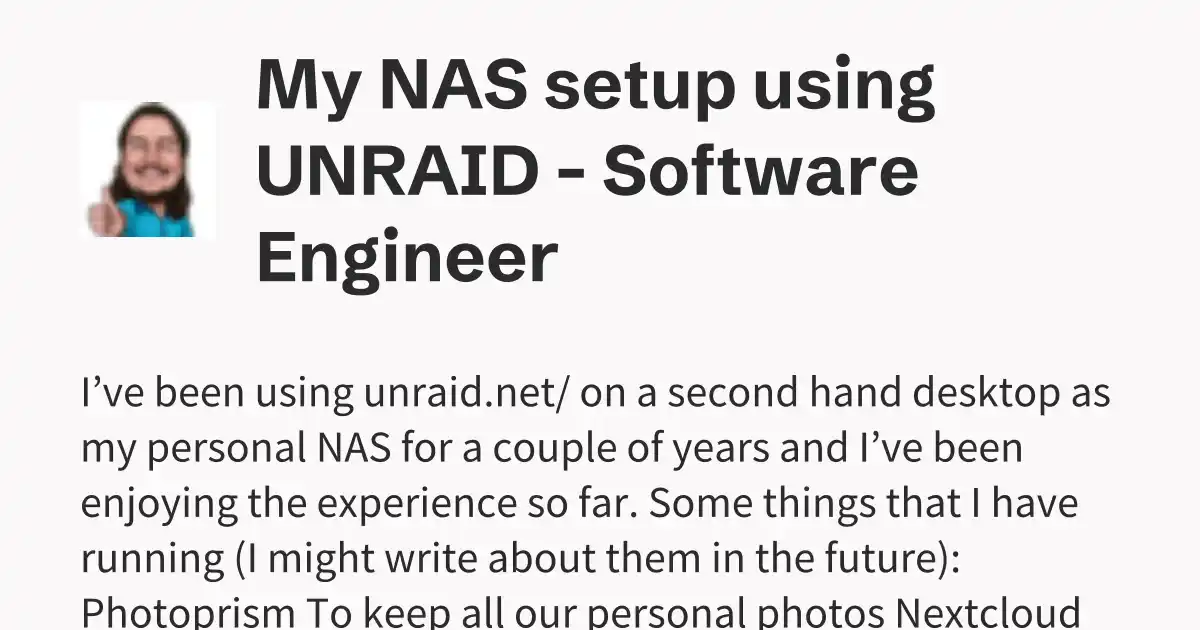 My NAS setup using
UNRAID - Software
Engineer
I’ve been using unraid.net/ on a second hand desktop as
my personal NAS for a couple of years and I’ve been
enjoying the experience so far. Some things that I have
running (I might write about them in the future):
Photoprism To keep all our personal photos Nextcloud